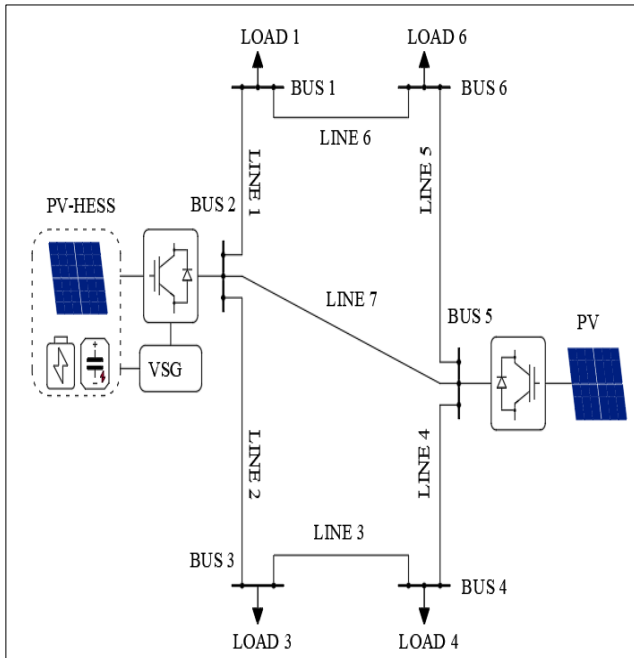 LOAD 1
LOAD 6
BUS 1
BUS 6
LINE 6
LINE 1
LINE 5
BUS 2
PV-HESS
LINE 7
BUS 5
PV
+
−
VSG
LINE 2
LINE 4
LINE 3
BUS 3
BUS 4
LOAD 3
LOAD 4